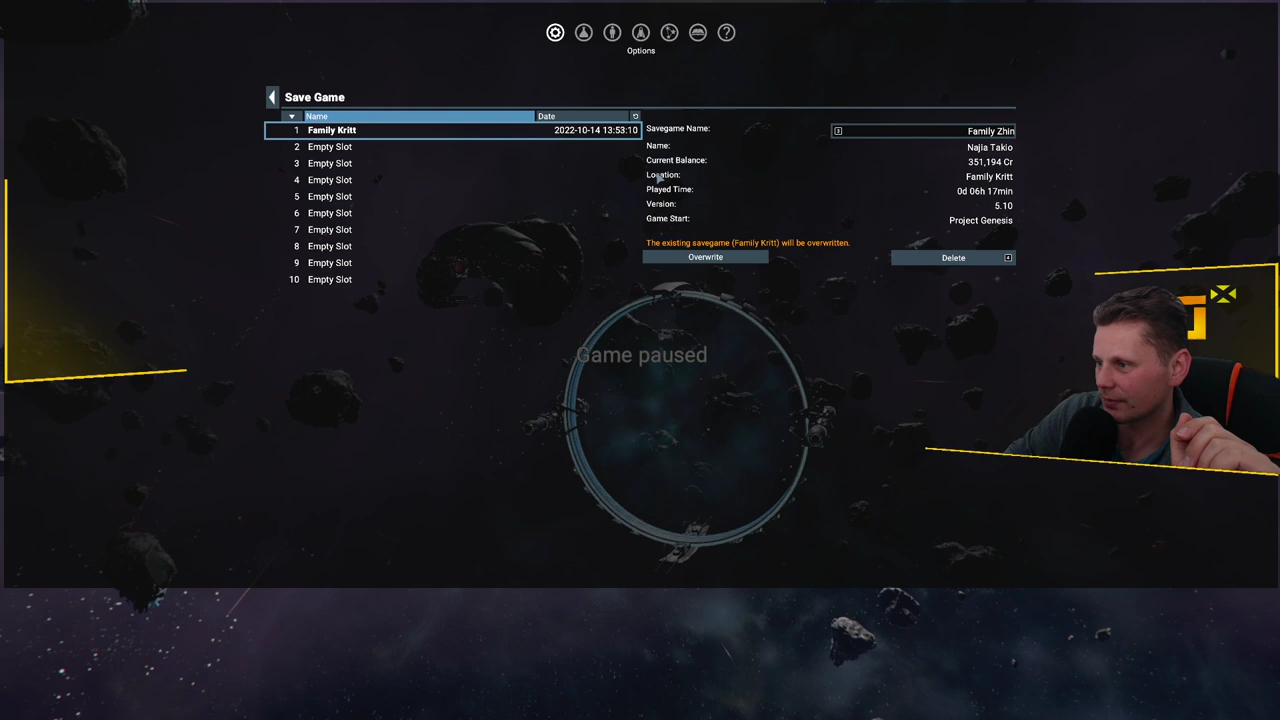 Options
Save Game
Name Date
1 Family Kritt 2022-10-14 13:53:10
2 Empty Slot
3 Empty Slot
4 Empty Slot
5 Empty Slot
6 Empty Slot
7 Empty Slot
8 Empty Slot
9 Empty Slot
10 Empty Slot
Savegame Name: 3 Family Zhin
Name: Najia Takio
Current Balance: 351,194 Cr
Location: Family Kritt
Played Time: 0d 06h 17min
Version: 5.10
Game Start: Project Genesis
The existing savegame (Family Kritt) will be overwritten.
Overwrite Delete
Game paused